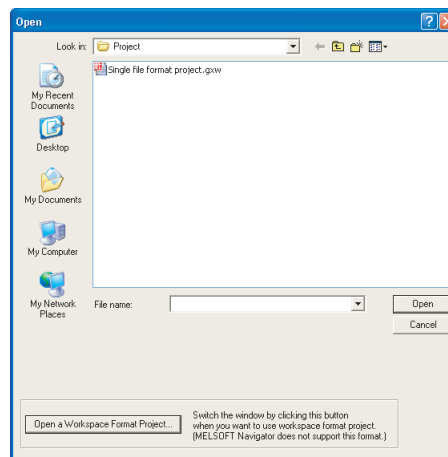 Open
Look in:
Project
Single file format project.gxw
My Recent
Documents
Desktop
My Documents
My Computer
My Network
Places
File name:
Open
Cancel
Open a Workspace Format Project...
Switch the window by clicking this button
when you want to use workspace format project.
(MELSOFT Navigator does not support this format.)